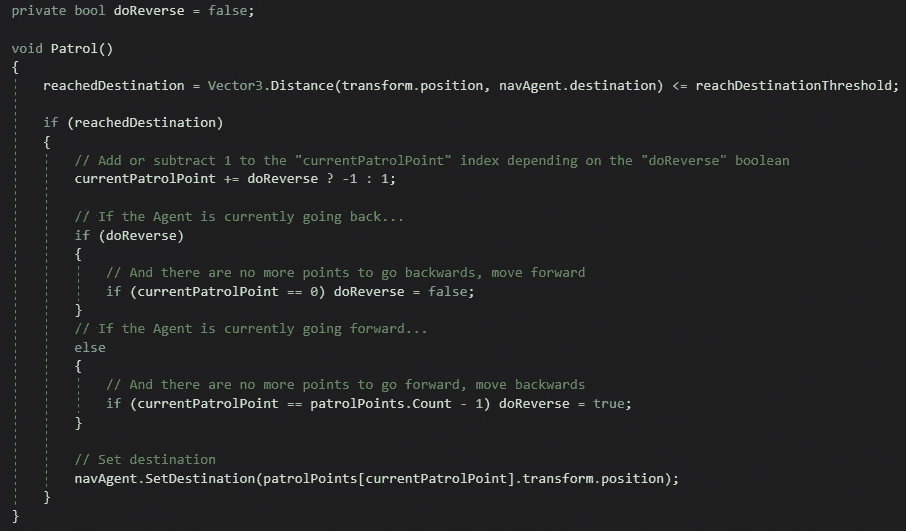 private bool doReverse = false;
void Patrol()
{
reachedDestination = Vector3.Distance(transform.position, navAgent.destination) <= reachDestinationThreshold;
if (reachedDestination)
{
// Add or subtract 1 to the "currentPatrolPoint" index depending on the "doReverse" boolean
currentPatrolPoint += doReverse ? -1 : 1;
// If the Agent is currently going back...
if (doReverse)
{
// And there are no more points to go backwards, move forward
if (currentPatrolPoint == 0) doReverse = false;
}
// If the Agent is currently going forward...
else
{
// And there are no more points to go forward, move backwards
if (currentPatrolPoint == patrolPoints.Count - 1) doReverse = true;
}
// Set destination
navAgent.SetDestination(patrolPoints[currentPatrolPoint].transform.position);
}
}